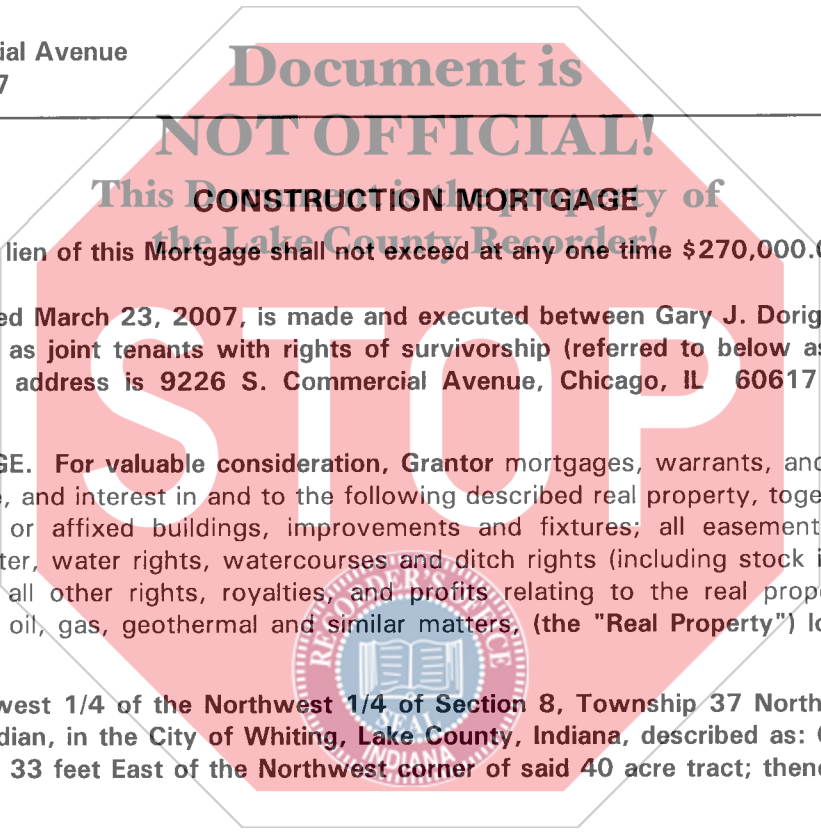 ial Avenue
7
Document is
NOT OFFICIAL!
This Document is the property of
the Lake County Recorder!
CONSTRUCTION MORTGAGE
lien of this Mortgage shall not exceed at any one time $270,000.0
ed March 23, 2007, is made and executed between Gary J. Dorig
as joint tenants with rights of survivorship (referred to below as
address is 9226 S. Commercial Avenue, Chicago, IL 60617
STOP
GE. For valuable consideration, Grantor mortgages, warrants, and
e, and interest in and to the following described real property, toge
or affixed buildings, improvements and fixtures; all easement
ter, water rights, watercourses and ditch rights (including stock i
all other rights, royalties, and profits relating to the real prope
oil, gas, geothermal and similar matters, (the "Real Property") lo
RECORDER'S OFFICE
SEAL
INDIANA
west 1/4 of the Northwest 1/4 of Section 8, Township 37 North
dian, in the City of Whiting, Lake County, Indiana, described as: C
33 feet East of the Northwest corner of said 40 acre tract; thenc